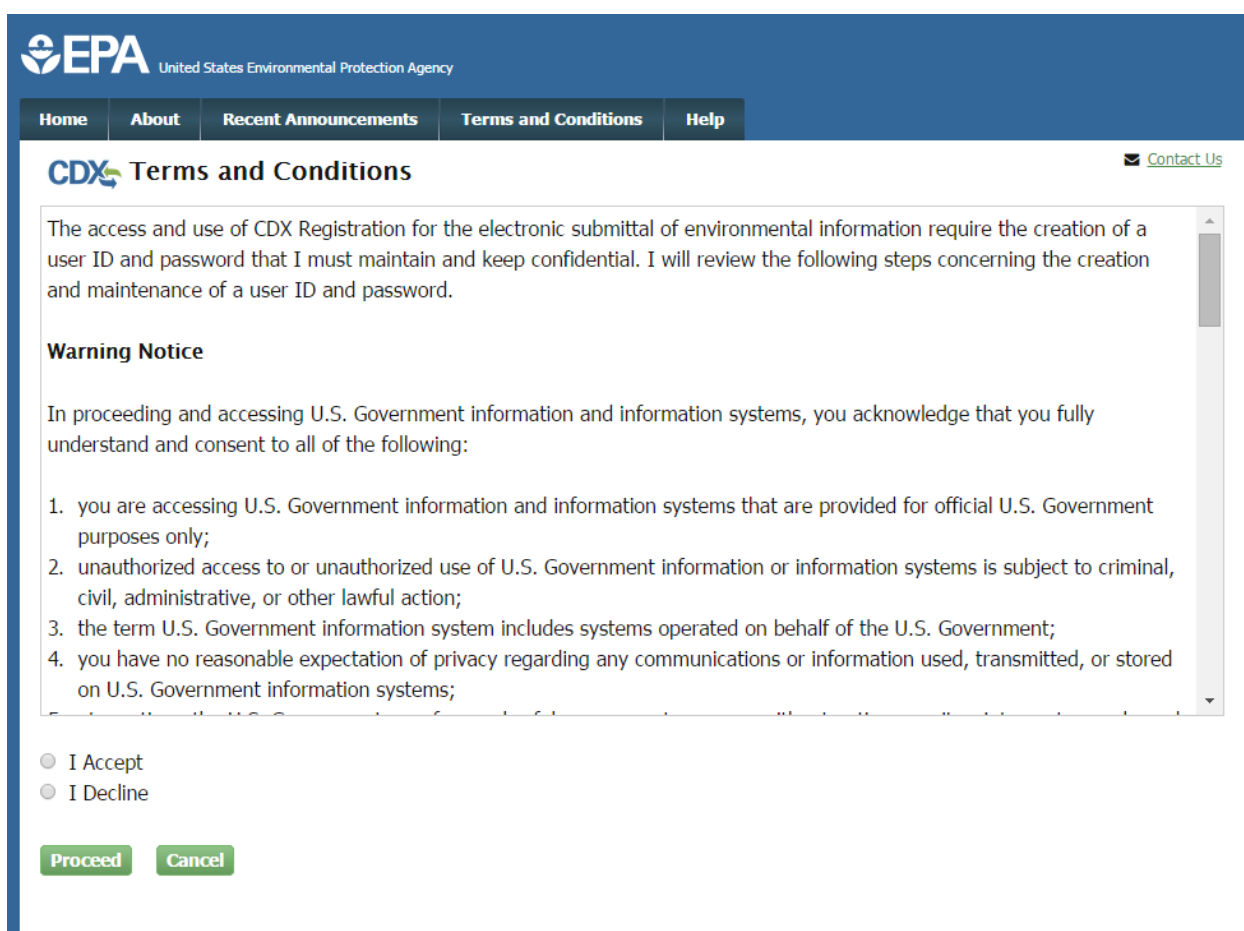 EPA United States Environmental Protection Agency
Home About Recent Announcements Terms and Conditions Help
CDX Terms and Conditions
Contact Us
The access and use of CDX Registration for the electronic submittal of environmental information require the creation of a
user ID and password that I must maintain and keep confidential. I will review the following steps concerning the creation
and maintenance of a user ID and password.
Warning Notice
In proceeding and accessing U.S. Government information and information systems, you acknowledge that you fully
understand and consent to all of the following:
1. you are accessing U.S. Government information and information systems that are provided for official U.S. Government
purposes only;
2. unauthorized access to or unauthorized use of U.S. Government information or information systems is subject to criminal,
civil, administrative, or other lawful action;
3. the term U.S. Government information system includes systems operated on behalf of the U.S. Government;
4. you have no reasonable expectation of privacy regarding any communications or information used, transmitted, or stored
on U.S. Government information systems;
I Accept
I Decline
Proceed Cancel